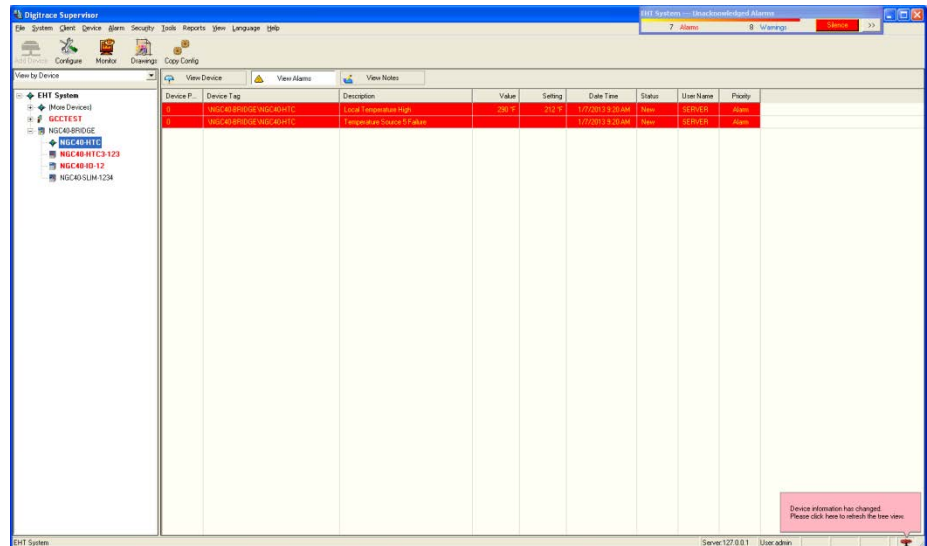 Digitrace Supervisor
EHT System --- Unacknowledged Alarms
File System Client Device Alarm Security Tools Reports View Language Help
7 Alarms 8 Warnings Silence >>
Add Device Configure Monitor Drawings Copy Config
View by Device View Device View Alarms View Notes
Device P... Device Tag Description Value Setting Date Time Status User Name Priority
EHT System
(More Devices)
GCCTEST
NGC40-BRIDGE
NGC40-HTC
NGC40-HTC3-123
NGC40-IO-12
NGC40-SLIM-1234
0 \NGC40-BRIDGE\NGC40-HTC Local Temperature High 290 °F 212 °F 1/7/2013 9:20 AM New SERVER Alarm
0 \NGC40-BRIDGE\NGC40-HTC Temperature Source 5 Failure 1/7/2013 9:20 AM New SERVER Alarm
Device information has changed.
Please click here to refresh the tree view.
EHT System Server:127.0.0.1 User:admin